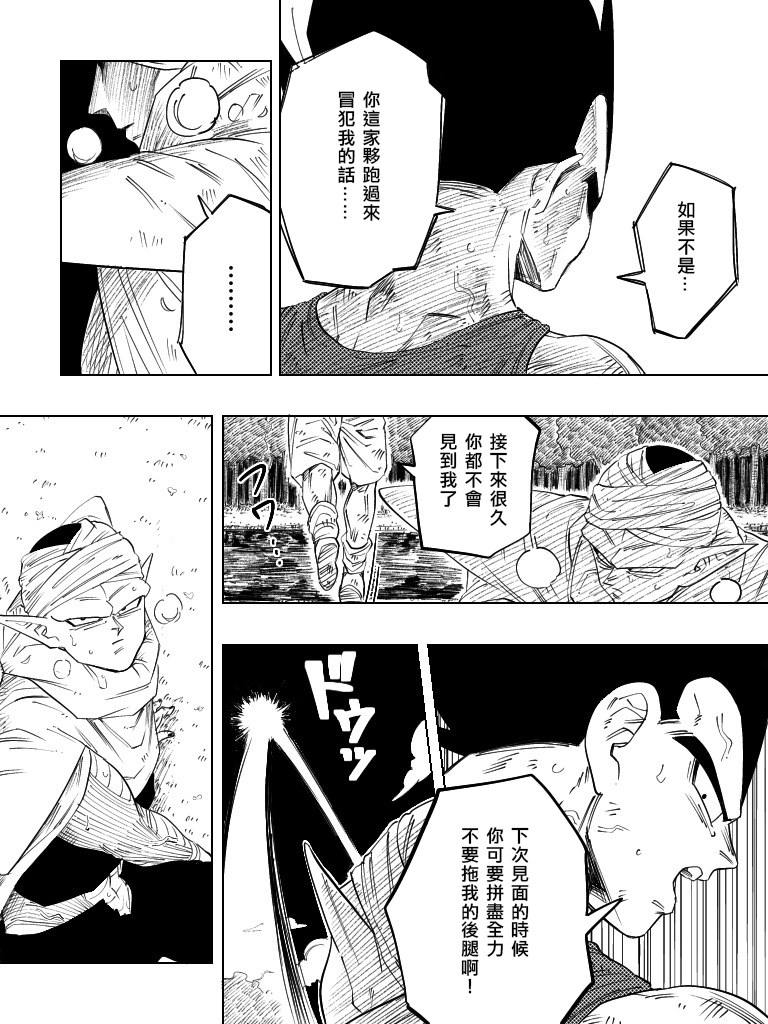 如果不是…
你這家夥跑過來
冒犯我的話……
………
接下來很久
你都不會
見到我了
フワ…
ドウッ
下次見面的時候
你可要拼盡全力
不要拖我的後腿啊！